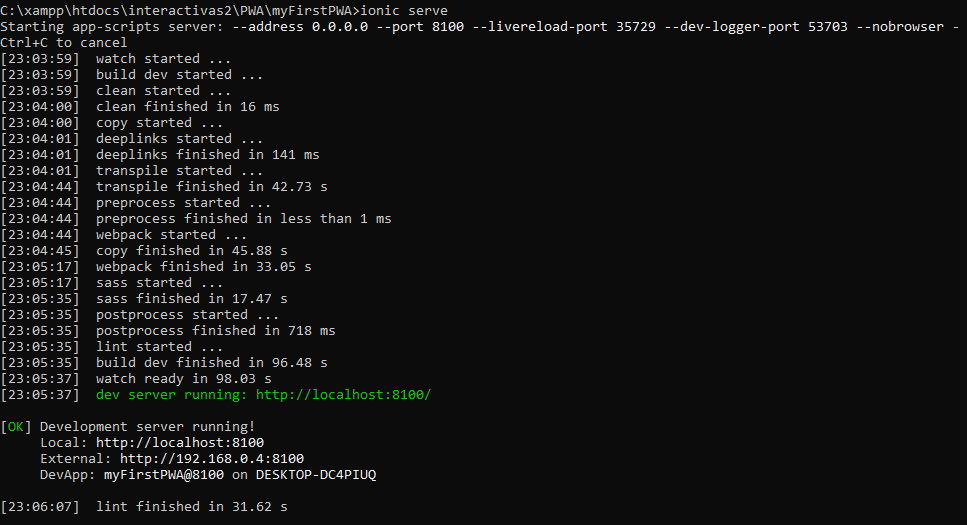 C:\xampp\htdocs\interactivas2\PWA\myFirstPWA>ionic serve
Starting app-scripts server: --address 0.0.0.0 --port 8100 --livereload-port 35729 --dev-logger-port 53703 --nobrowser -
Ctrl+C to cancel
[23:03:59]  watch started ...
[23:03:59]  build dev started ...
[23:03:59]  clean started ...
[23:04:00]  clean finished in 16 ms
[23:04:00]  copy started ...
[23:04:01]  deeplinks started ...
[23:04:01]  deeplinks finished in 141 ms
[23:04:01]  transpile started ...
[23:04:44]  transpile finished in 42.73 s
[23:04:44]  preprocess started ...
[23:04:44]  preprocess finished in less than 1 ms
[23:04:44]  webpack started ...
[23:04:45]  copy finished in 45.88 s
[23:05:17]  webpack finished in 33.05 s
[23:05:17]  sass started ...
[23:05:35]  sass finished in 17.47 s
[23:05:35]  postprocess started ...
[23:05:35]  postprocess finished in 718 ms
[23:05:35]  lint started ...
[23:05:35]  build dev finished in 96.48 s
[23:05:37]  watch ready in 98.03 s
[23:05:37]  dev server running: http://localhost:8100/
[OK] Development server running!
Local: http://localhost:8100
External: http://192.168.0.4:8100
DevApp: myFirstPWA@8100 on DESKTOP-DC4PIUQ
[23:06:07]  lint finished in 31.62 s